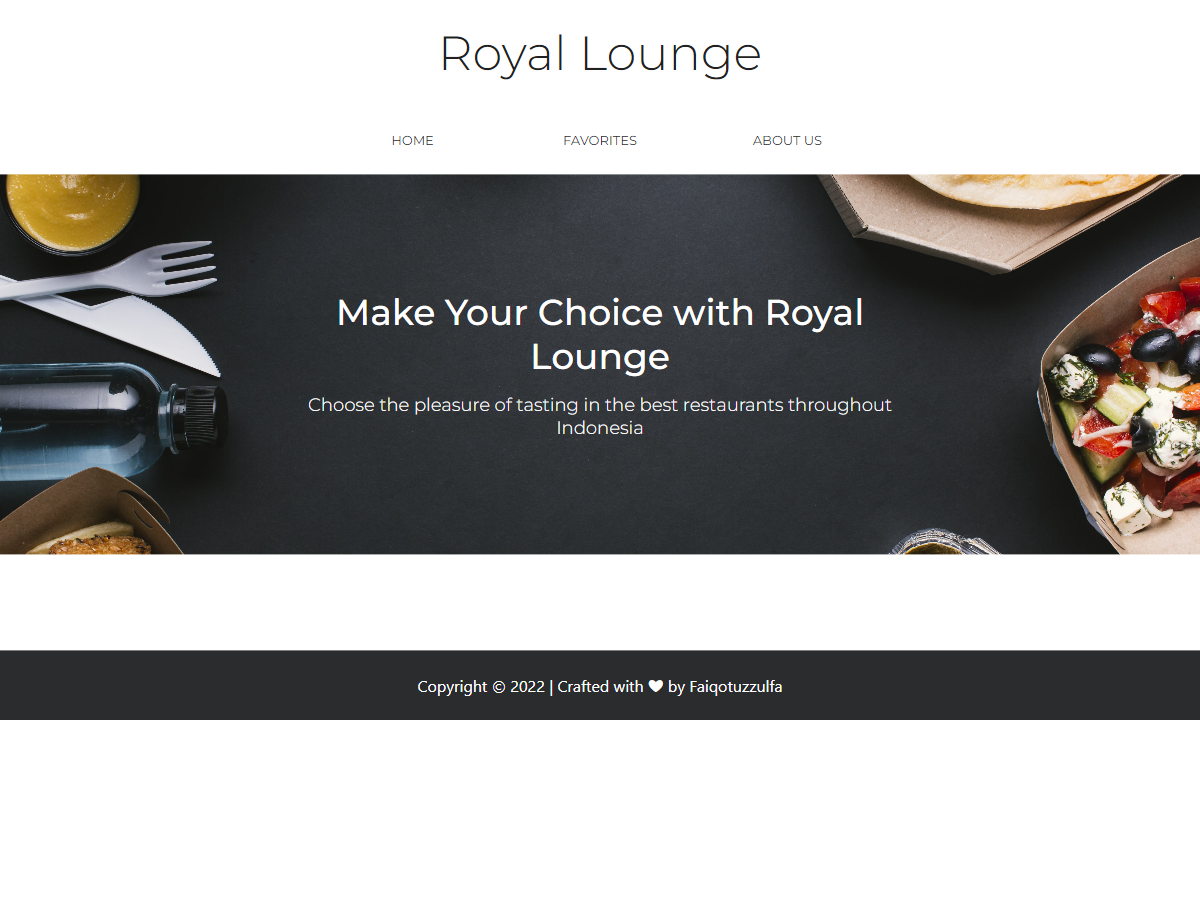 Royal Lounge
HOME FAVORITES ABOUT US
Make Your Choice with Royal
Lounge
Choose the pleasure of tasting in the best restaurants throughout
Indonesia
Copyright © 2022 | Crafted with ♥ by Faiqotuzzulfa